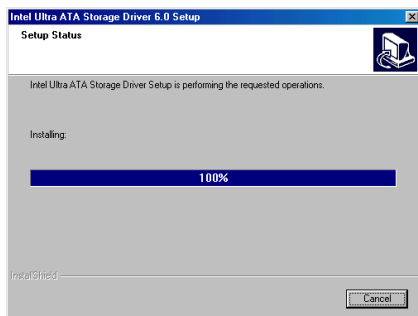 Intel Ultra ATA Storage Driver 6.0 Setup
Setup Status
Intel Ultra ATA Storage Driver Setup is performing the requested operations.
Installing:
100%
InstallShield
Cancel